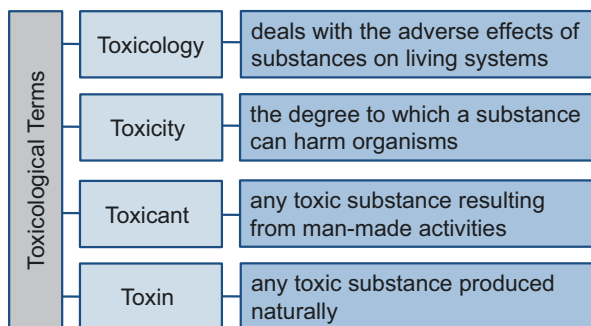 Toxicological Terms
Toxicology
deals with the adverse effects of
substances on living systems
Toxicity
the degree to which a substance
can harm organisms
Toxicant
any toxic substance resulting
from man-made activities
Toxin
any toxic substance produced
naturally